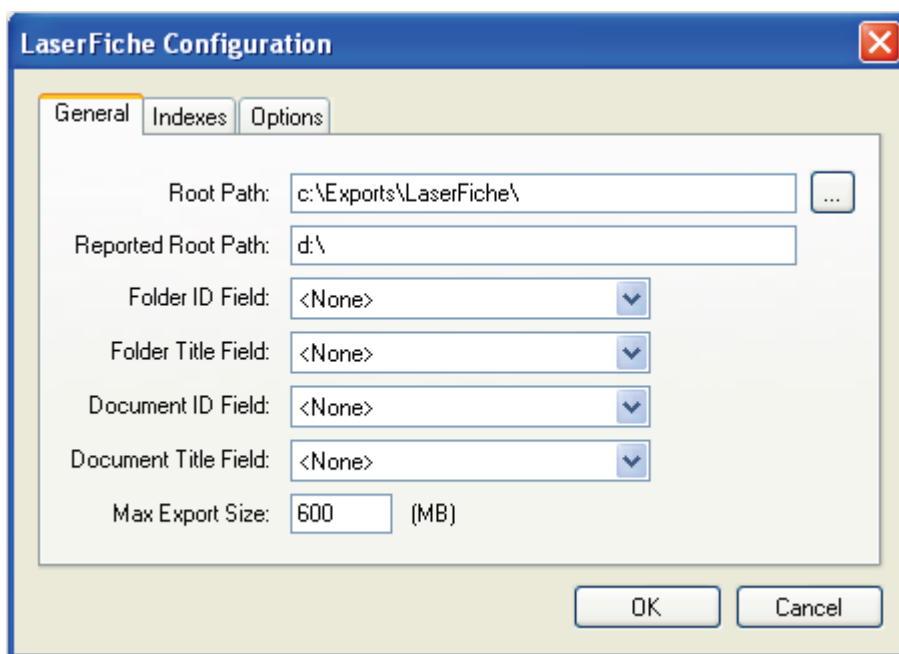 LaserFiche Configuration
General Indexes Options
Root Path: c:\Exports\LaserFiche\ ...
Reported Root Path: d:\
Folder ID Field: <None>
Folder Title Field: <None>
Document ID Field: <None>
Document Title Field: <None>
Max Export Size: 600 (MB)
OK Cancel